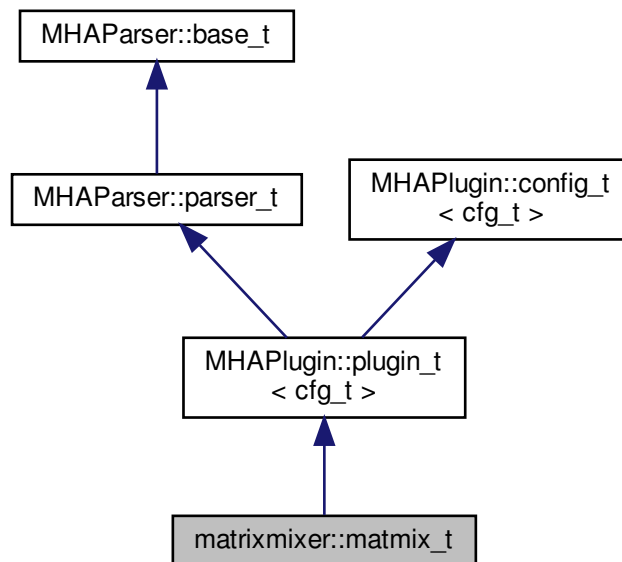 MHAParser::base_t
MHAParser::parser_t
MHAPlugin::config_t
< cfg_t >
MHAPlugin::plugin_t
< cfg_t >
matrixmixer::matmix_t